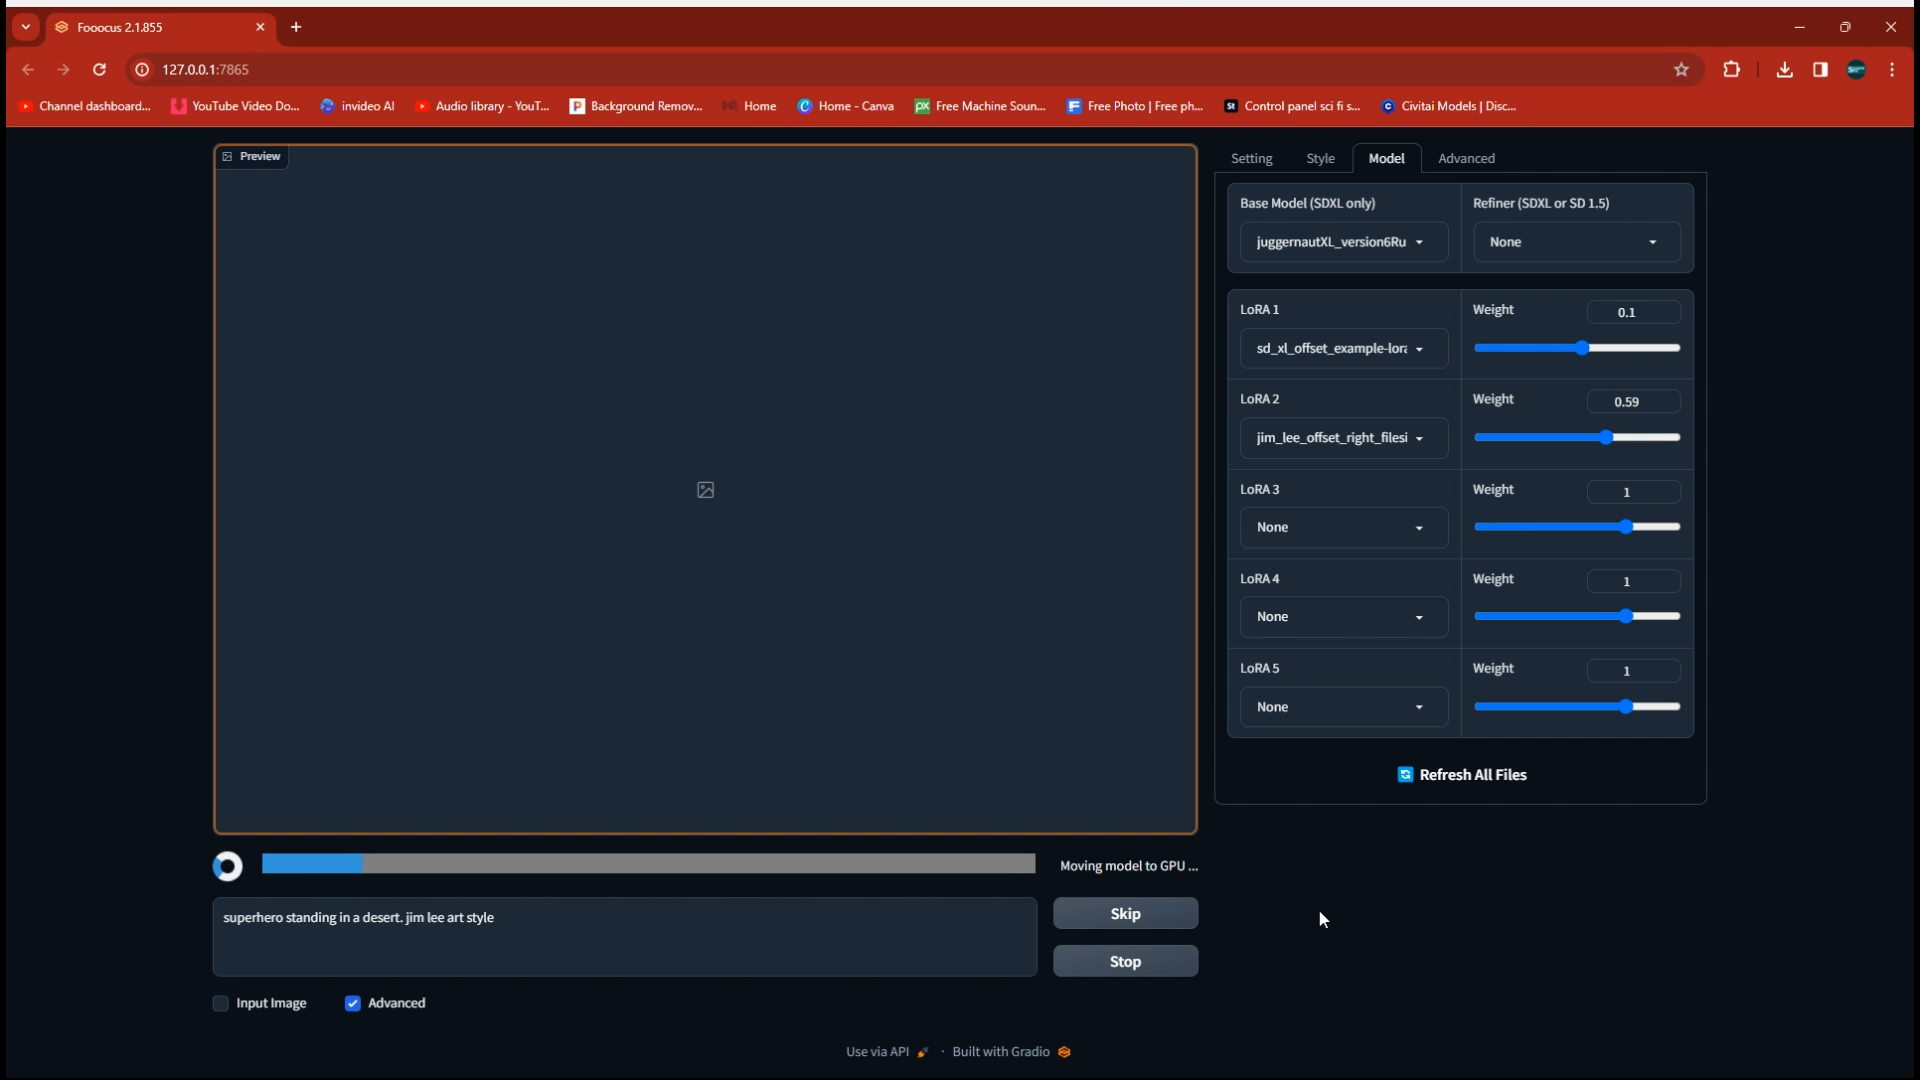 Fooocus 2.1.855
127.0.0.1:7865
Channel dashboard... YouTube Video Do... invideo AI Audio library - YouT... Background Remov... Home Home - Canva Free Machine Soun... Free Photo | Free ph... Control panel sci fi s... Civitai Models | Disc...
Preview
Setting Style Model Advanced
Base Model (SDXL only) Refiner (SDXL or SD 1.5)
juggernautXL_version6Ru None
LoRA 1 Weight 0.1
sd_xl_offset_example-lora
LoRA 2 Weight 0.59
jim_lee_offset_right_filesi
LoRA 3 Weight 1
None
LoRA 4 Weight 1
None
LoRA 5 Weight 1
None
Refresh All Files
Moving model to GPU ...
superhero standing in a desert. jim lee art style
Skip
Stop
Input Image Advanced
Use via API · Built with Gradio